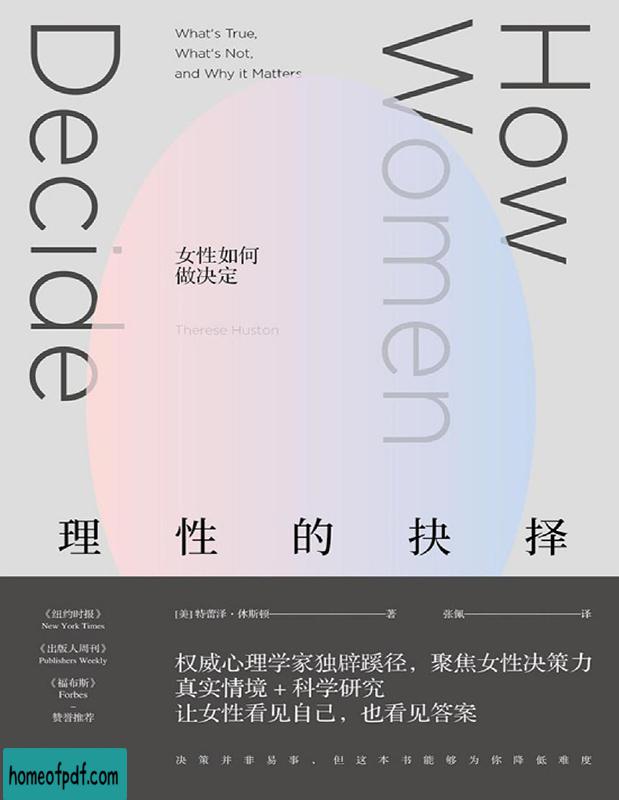 What's True,
What's Not,
and Why it Matters
How
Women
Decide
女性如何
做决定
Therese Huston
理性的抉择
《纽约时报》
New York Times
《出版人周刊》
Publishers Weekly
《福布斯》
Forbes
–
赞誉推荐
[美] 特蕾泽·休斯顿————————著
张佩————————译
权威心理学家独辟蹊径，聚焦女性决策力
真实情境 + 科学研究
让女性看见自己，也看见答案
决策并非易事、但这本书能够为你降低难度
homeofpdf.com